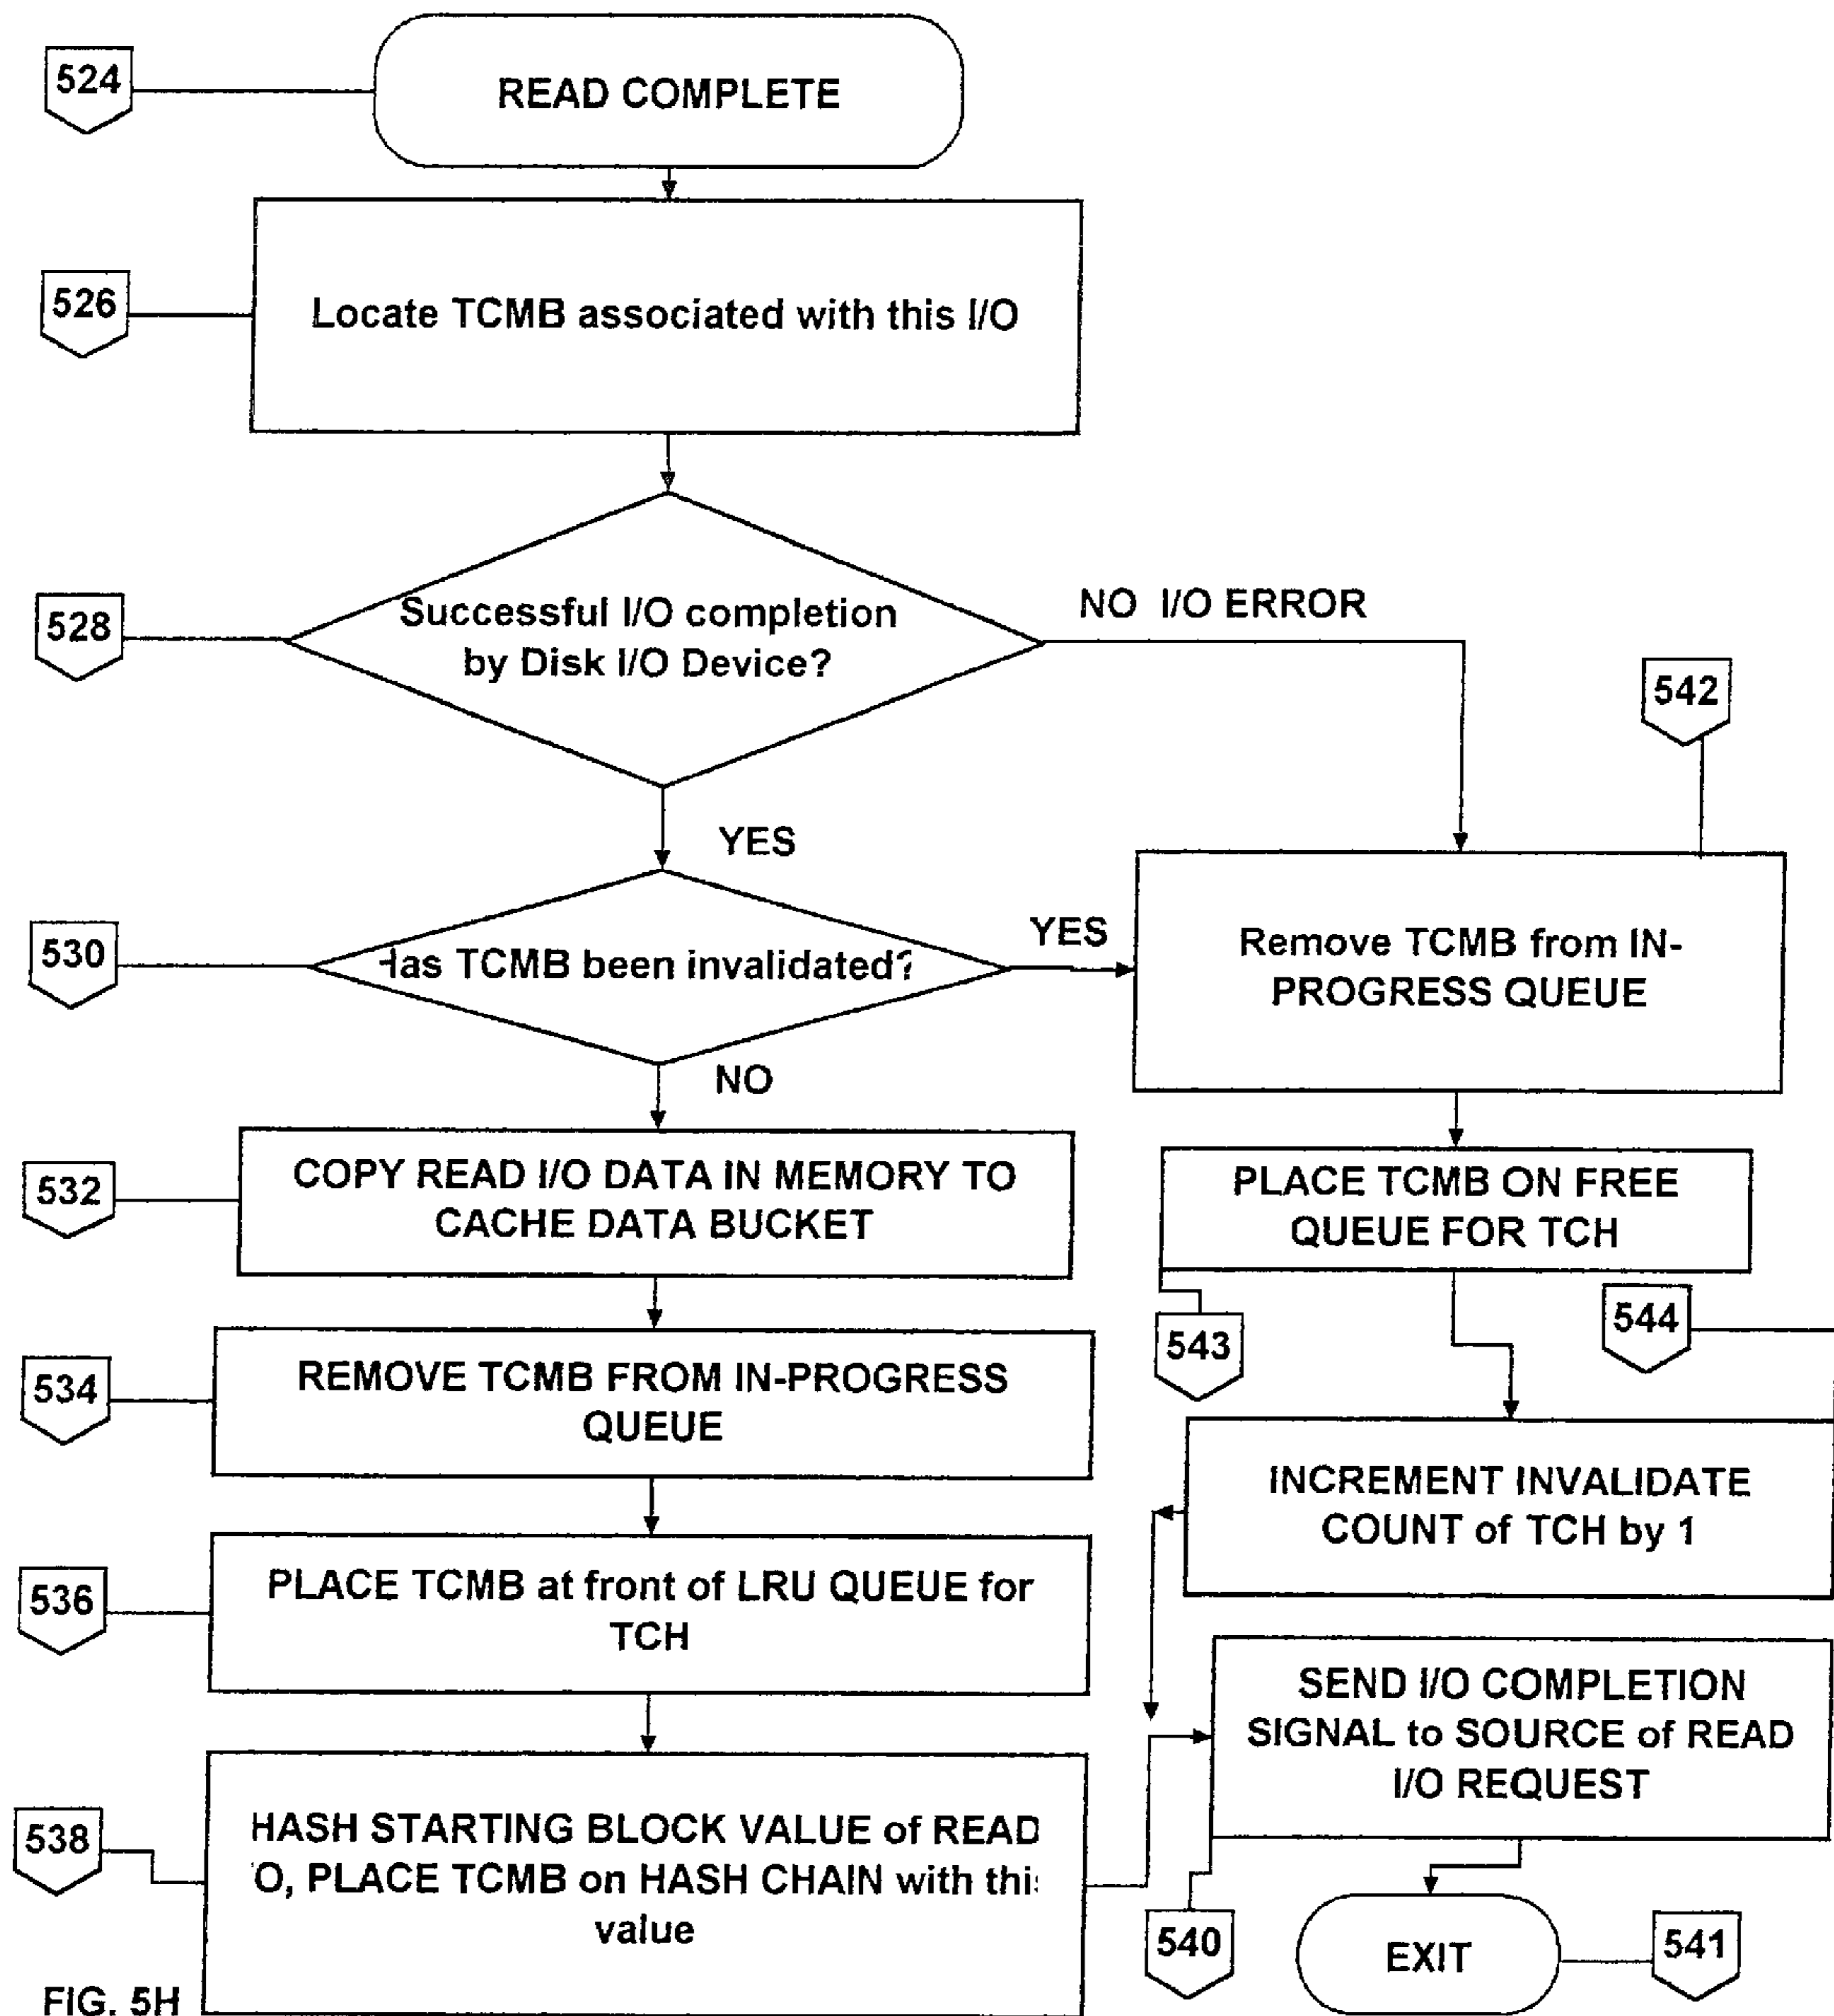 524
READ COMPLETE
526
Locate TCMB associated with this I/O
528
Successful I/O completion
by Disk I/O Device?
NO I/O ERROR
542
YES
530
Has TCMB been invalidated?
YES
Remove TCMB from IN-
PROGRESS QUEUE
NO
532
COPY READ I/O DATA IN MEMORY TO
CACHE DATA BUCKET
PLACE TCMB ON FREE
QUEUE FOR TCH
543
544
534
REMOVE TCMB FROM IN-PROGRESS
QUEUE
INCREMENT INVALIDATE
COUNT of TCH by 1
536
PLACE TCMB at front of LRU QUEUE for
TCH
SEND I/O COMPLETION
SIGNAL to SOURCE of READ
I/O REQUEST
538
HASH STARTING BLOCK VALUE of READ
O, PLACE TCMB on HASH CHAIN with this
value
540
EXIT
541
FIG. 5H